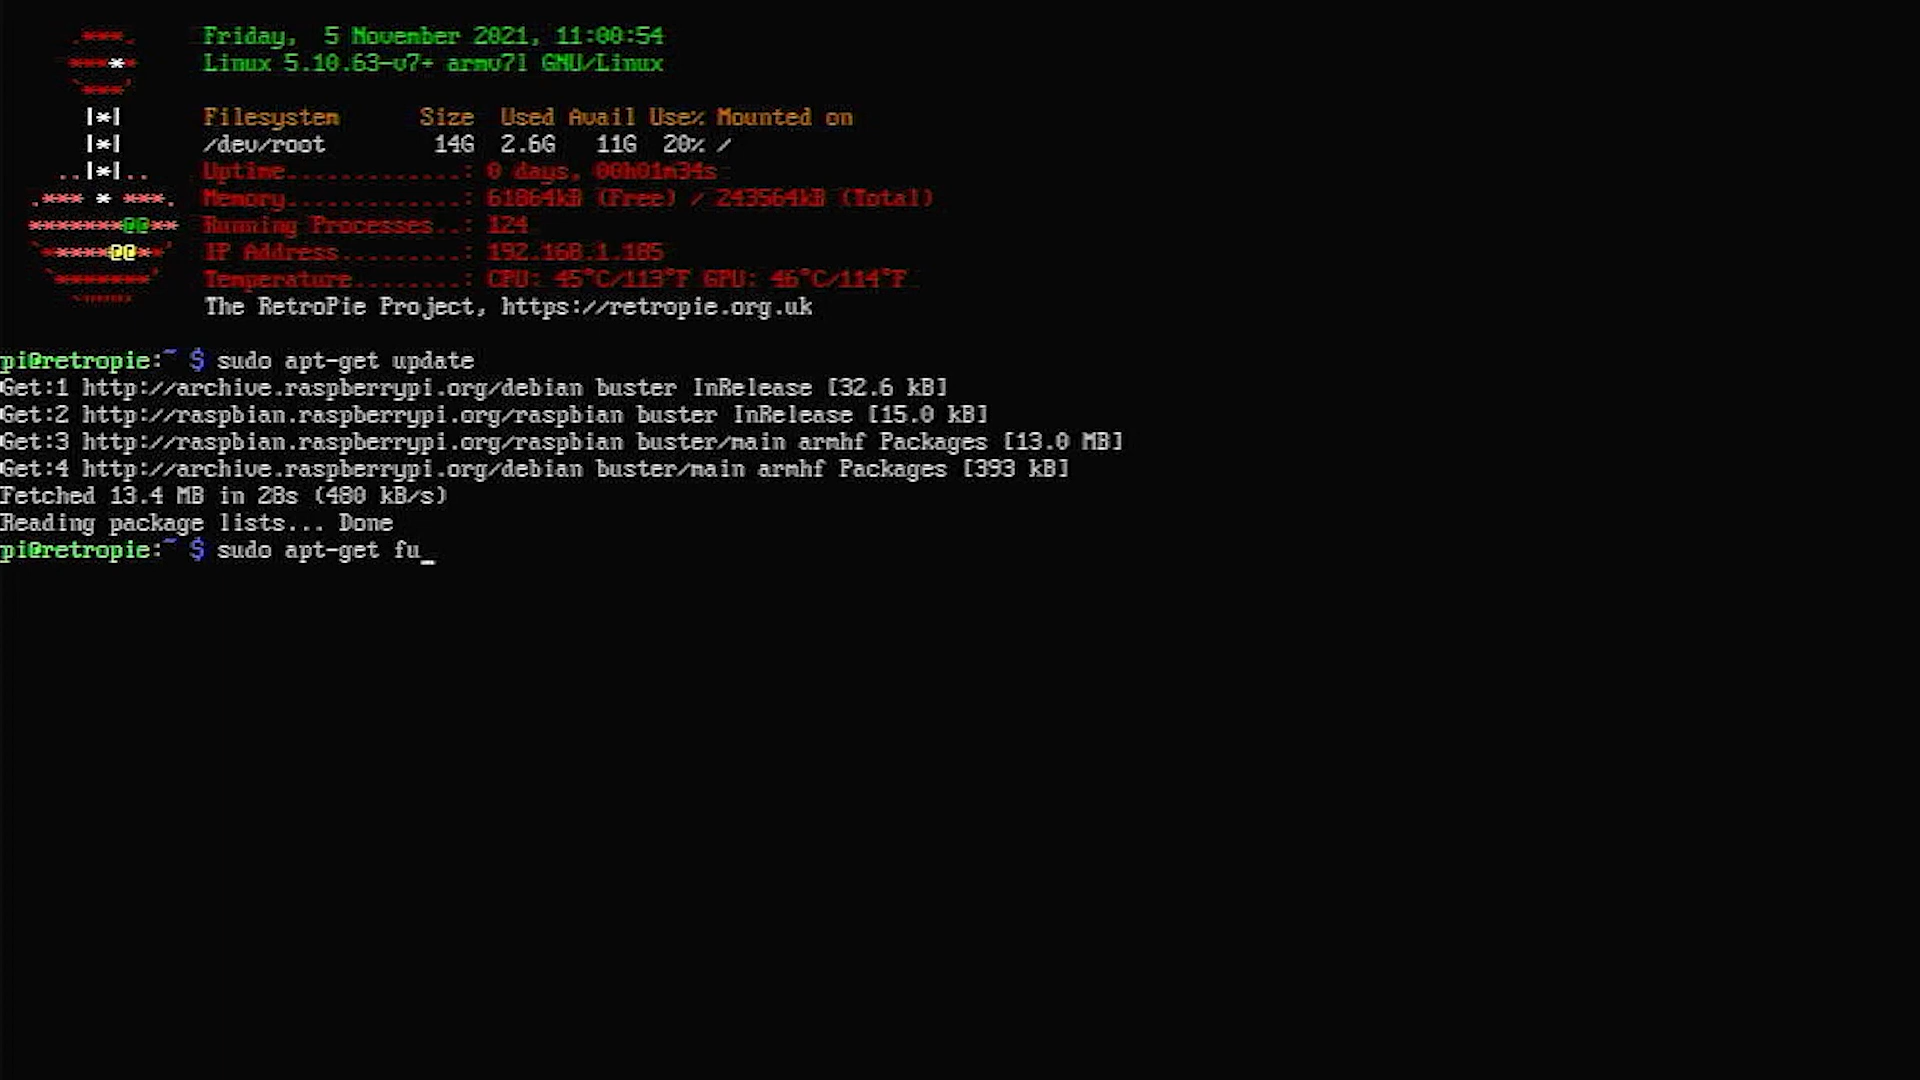 Friday,  5 November 2021, 11:00:54
Linux 5.10.63-v7+ armv7l GNU/Linux
Filesystem      Size  Used Avail Use% Mounted on
/dev/root        14G  2.6G   11G  20% /
Uptime.............: 0 days, 00h01m34s
Memory.............: 61864kB (Free) / 243564kB (Total)
Running Processes..: 124
IP Address.........: 192.168.1.185
Temperature........: CPU: 45°C/113°F GPU: 46°C/114°F
The RetroPie Project, https://retropie.org.uk
pi@retropie:~ $ sudo apt-get update
Get:1 http://archive.raspberrypi.org/debian buster InRelease [32.6 kB]
Get:2 http://raspbian.raspberrypi.org/raspbian buster InRelease [15.0 kB]
Get:3 http://raspbian.raspberrypi.org/raspbian buster/main armhf Packages [13.0 MB]
Get:4 http://archive.raspberrypi.org/debian buster/main armhf Packages [393 kB]
Fetched 13.4 MB in 28s (480 kB/s)
Reading package lists... Done
pi@retropie:~ $ sudo apt-get fu_